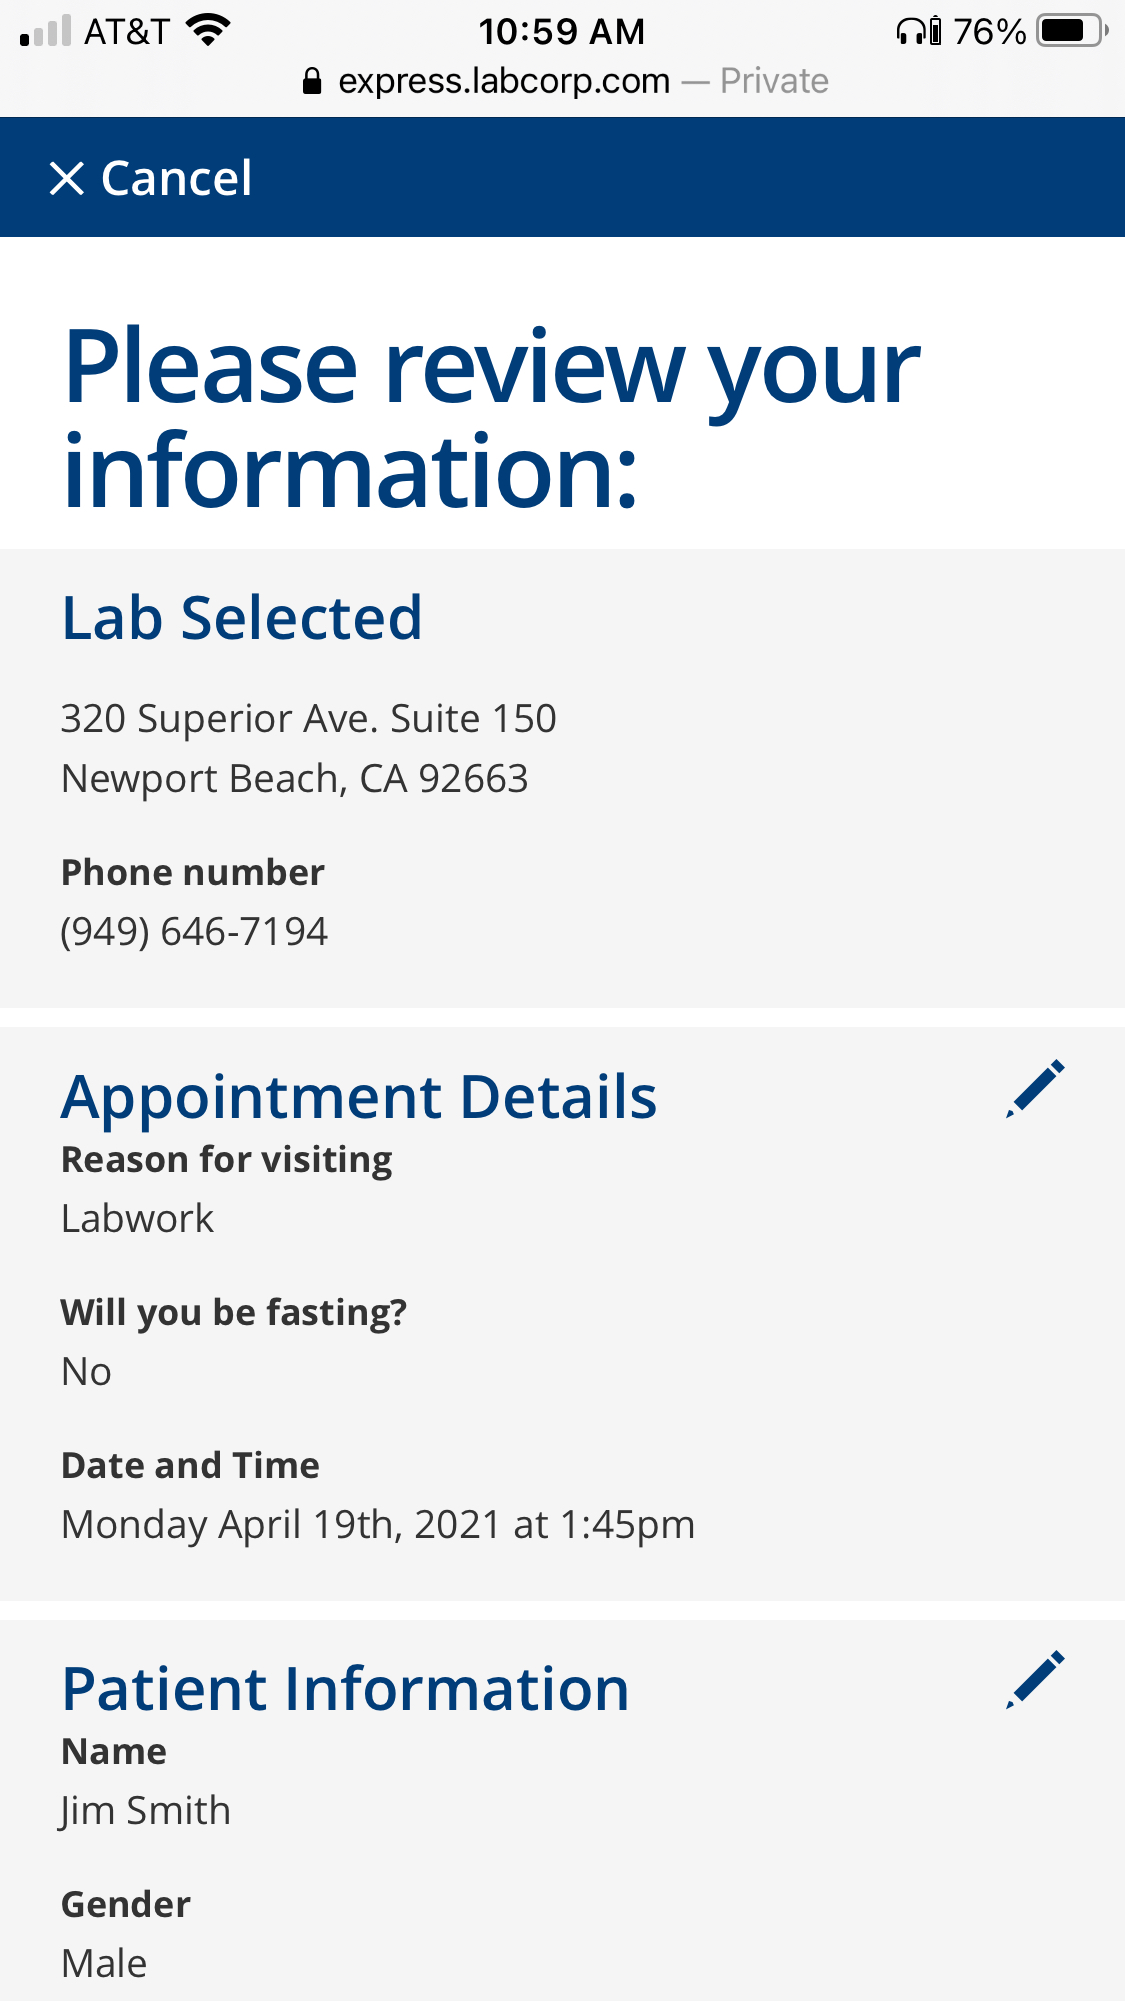 AT&T 10:59 AM 76%
express.labcorp.com — Private
Cancel
Please review your
information:
Lab Selected
320 Superior Ave. Suite 150
Newport Beach, CA 92663
Phone number
(949) 646-7194
Appointment Details
Reason for visiting
Labwork
Will you be fasting?
No
Date and Time
Monday April 19th, 2021 at 1:45pm
Patient Information
Name
Jim Smith
Gender
Male